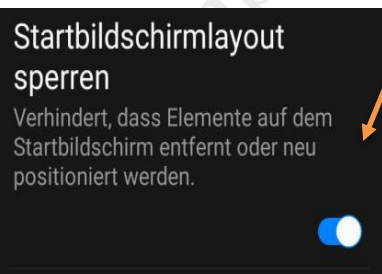 Startbildschirmlayout
sperren
Verhindert, dass Elemente auf dem
Startbildschirm entfernt oder neu
positioniert werden.